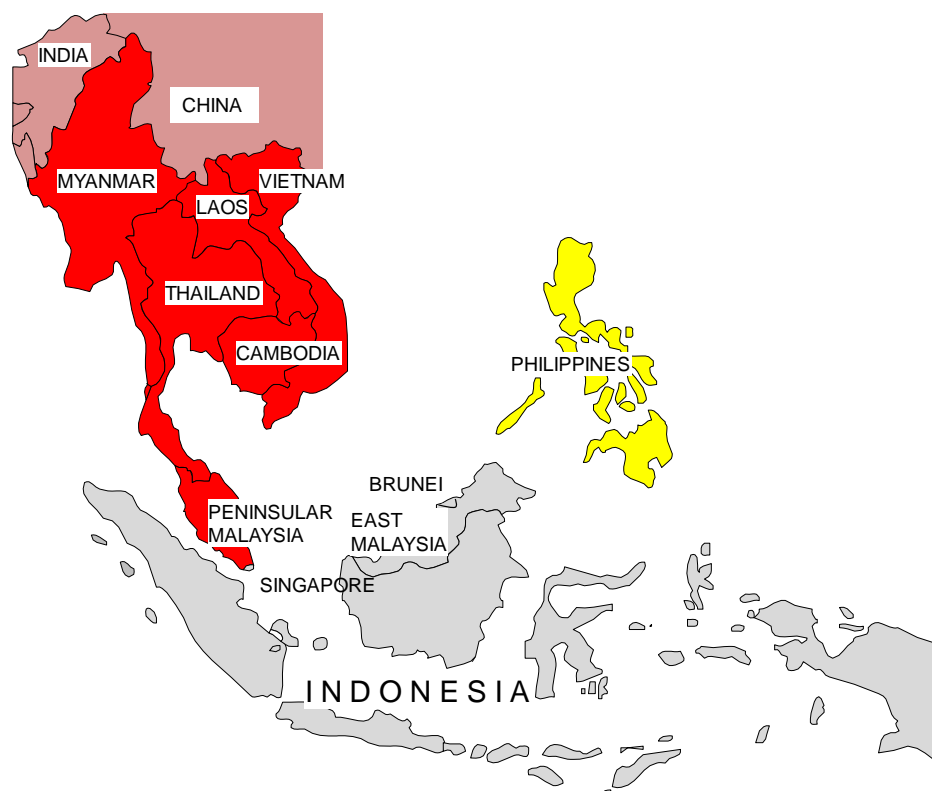 INDIA
CHINA
MYANMAR
VIETNAM
LAOS
THAILAND
CAMBODIA
PHILIPPINES
BRUNEI
PENINSULAR
MALAYSIA
EAST
MALAYSIA
SINGAPORE
INDONESIA